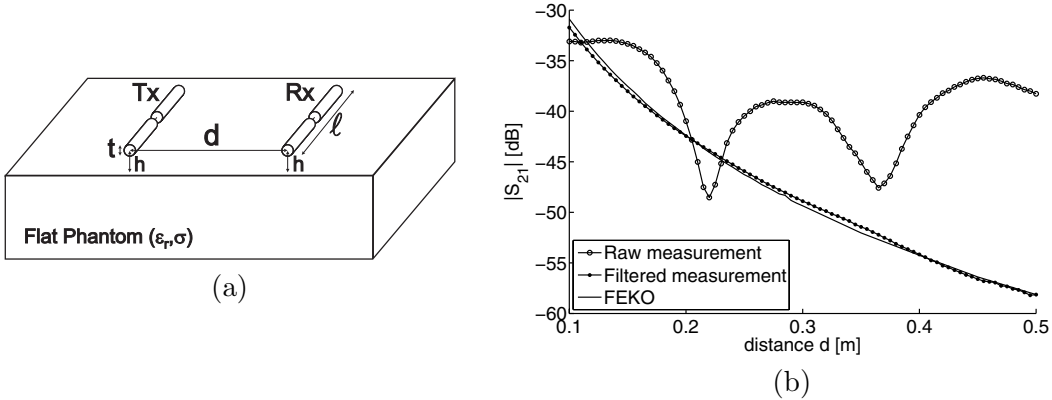 (a)
Tx
Rx
d
ℓ
t
h
h
Flat Phantom (εr,σ)
−30
−35
−40
−45
−50
−55
−60
|S21| [dB]
Raw measurement
Filtered measurement
FEKO
0.1
0.2
0.3
0.4
0.5
distance d [m]
(a)
(b)